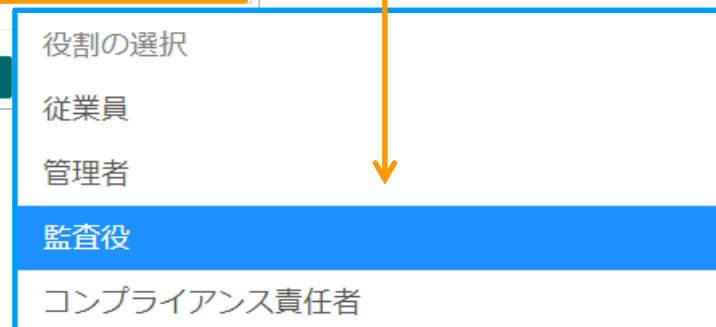 役割の選択
従業員
管理者
監査役
コンプライアンス責任者